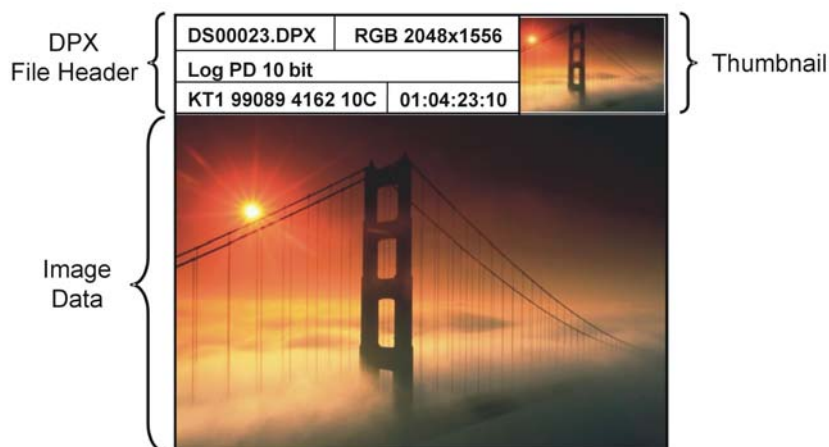 DPX
File Header
DS00023.DPX
RGB 2048x1556
Log PD 10 bit
KT1 99089 4162 10C
01:04:23:10
Thumbnail
Image
Data